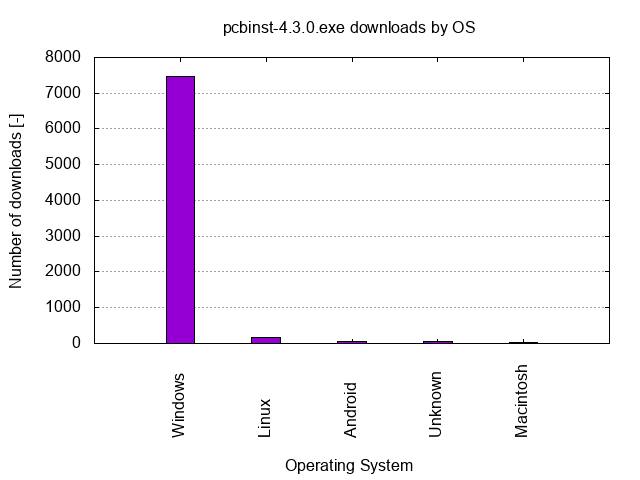 pcbinst-4.3.0.exe downloads by OS
Number of downloads [-]
8000
7000
6000
5000
4000
3000
2000
1000
0
Windows
Linux
Android
Unknown
Macintosh
Operating System